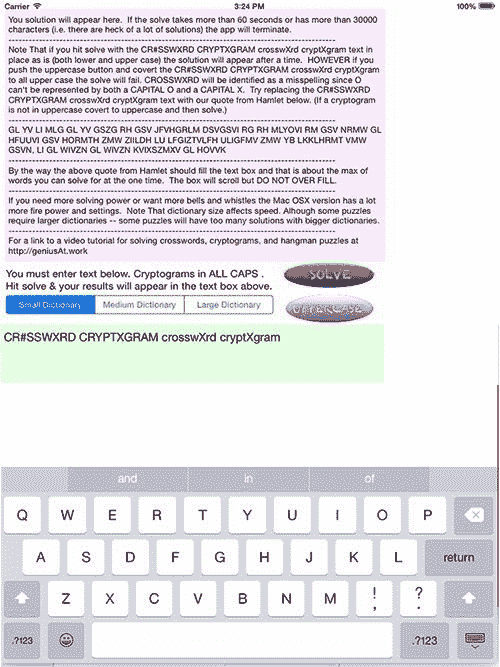 Carrier 3:24 PM 100%
You solution will appear here. If the solve takes more than 60 seconds or has more than 30000
characters (i.e. there are heck of a lot of solutions) the app will terminate.
----------------------------------------------------------------------------------------
Note That if you hit solve with the CR#SSWXRD CRYPTXGRAM crosswXrd cryptXgram text in
place as is (both lower and upper case) the solution will appear after a time. HOWEVER if you
push the uppercase button and covert the CR#SSWXRD CRYPTXGRAM crosswXrd cryptXgram
to all upper case the solve will fail. CROSSWXRD will be identified as a misspelling since O
can't be represented by both a CAPITAL O and a CAPITAL X. Try replacing the CR#SSWXRD
CRYPTXGRAM crosswXrd cryptXgram text with our quote from Hamlet below. (If a cryptogram
is not in uppercase covert to uppercase and then solve.)
----------------------------------------------------------------------------------------
GL YV LI MLG GL YV GSZG RH GSV JFVHGRLM DSVGSVI RG RH MLYOVI RM GSV NRMW GL
HFUUVI GSV HORMTH ZMW ZIILDH LU LFGIZTVLFH ULIGFMV ZMW YB LKKLHRMT VMW
GSVN, LI GL WIVZN GL WIVZN KVIXSZMXV GL HOVVK
----------------------------------------------------------------------------------------
By the way the above quote from Hamlet should fill the text box and that is about the max of
words you can solve for at the one time. The box will scroll but DO NOT OVER FILL.
----------------------------------------------------------------------------------------
If you need more solving power or want more bells and whistles the Mac OSX version has a lot
more fire power and settings. Note That dictionary size affects speed. Alhough some puzzles
require larger dictionaries -- some puzzles will have too many solutions with bigger dictionaries.
----------------------------------------------------------------------------------------
For a link to a video tutorial for solving crosswords, cryptograms, and hangman puzzles at
http://geniusAt.work
You must enter text below. Cryptograms in ALL CAPS .
Hit solve & your results will appear in the text box above.
SOLVE
Small Dictionary Medium Dictionary Large Dictionary
UPPERCASE
CR#SSWXRD CRYPTXGRAM crosswXrd cryptXgram
and in of
Q W E R T Y U I O P
A S D F G H J K L return
Z X C V B N M ! , ? .
.?123 .?123